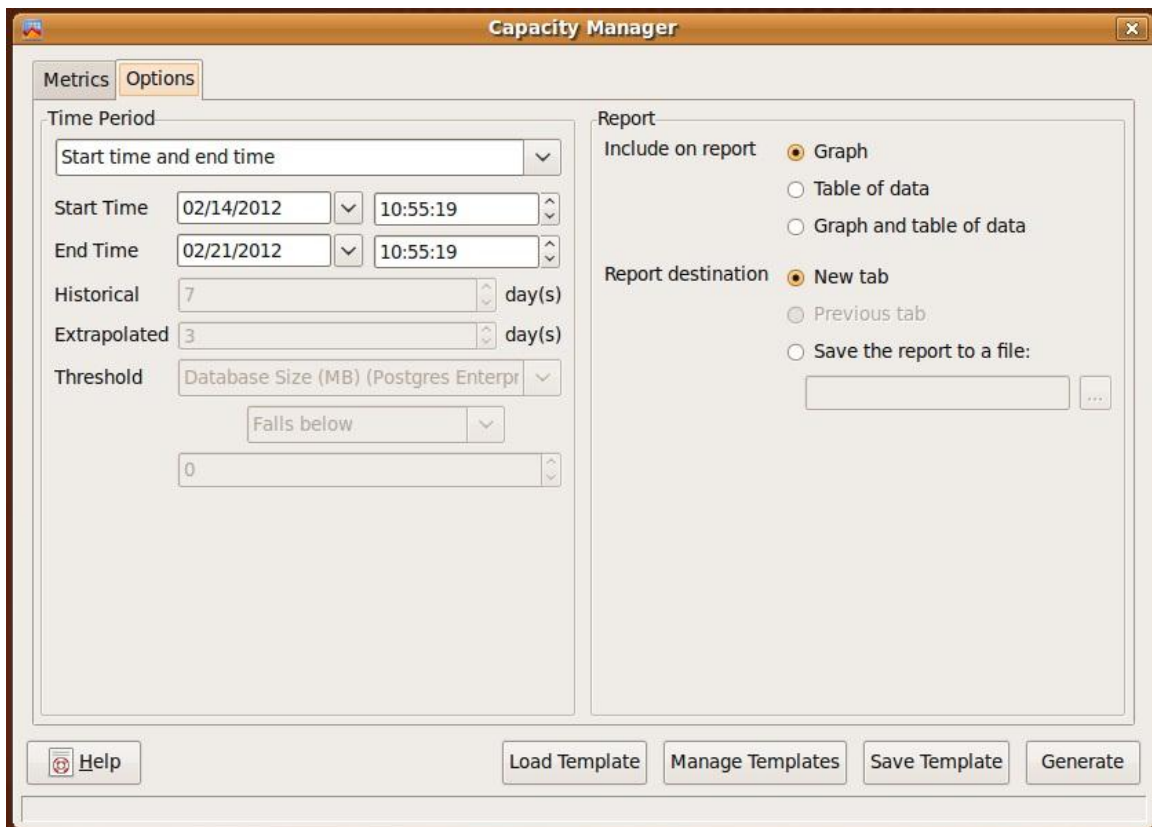 Capacity Manager
Metrics
Options
Time Period
Start time and end time
Start Time
02/14/2012
10:55:19
End Time
02/21/2012
10:55:19
Historical
7
day(s)
Extrapolated
3
day(s)
Threshold
Database Size (MB) (Postgres Enterpr
Falls below
0
Report
Include on report
Graph
Table of data
Graph and table of data
Report destination
New tab
Previous tab
Save the report to a file:
...
Help
Load Template
Manage Templates
Save Template
Generate